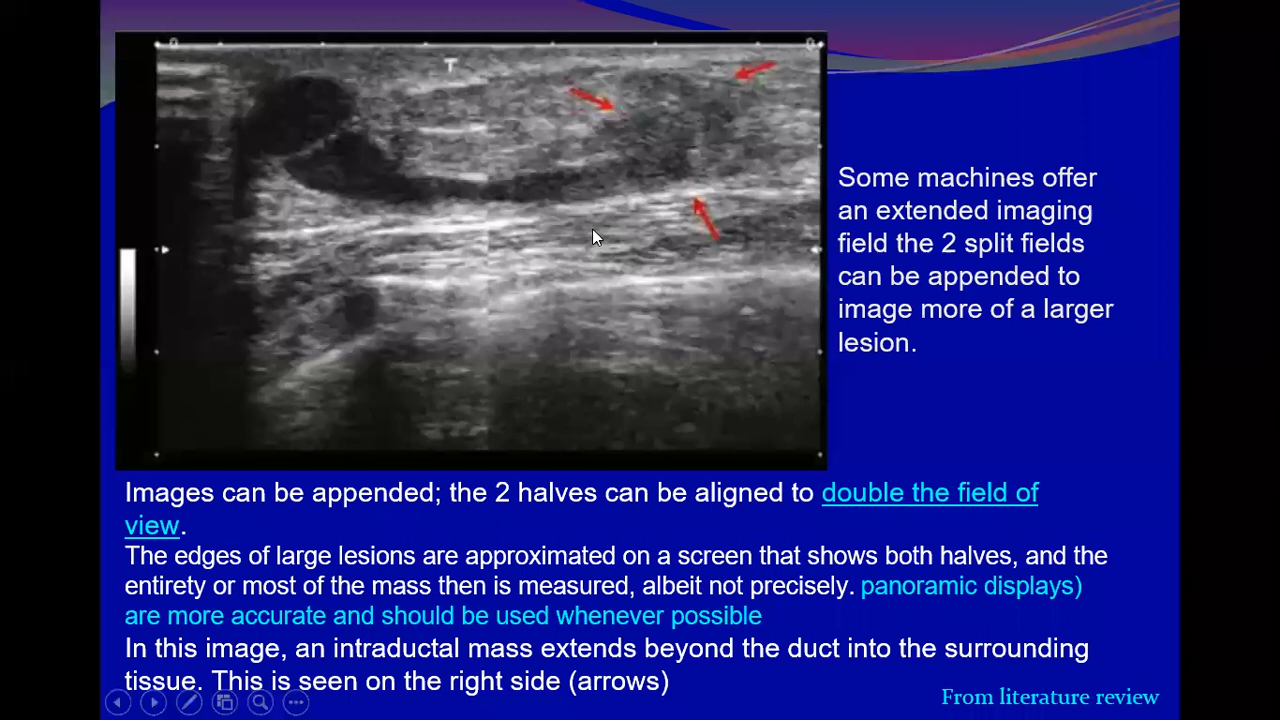 0
0
T
Some machines offer
an extended imaging
field the 2 split fields
can be appended to
image more of a larger
lesion.
Images can be appended; the 2 halves can be aligned to double the field of
view.
The edges of large lesions are approximated on a screen that shows both halves, and the
entirety or most of the mass then is measured, albeit not precisely. panoramic displays)
are more accurate and should be used whenever possible
In this image, an intraductal mass extends beyond the duct into the surrounding
tissue. This is seen on the right side (arrows)
From literature review